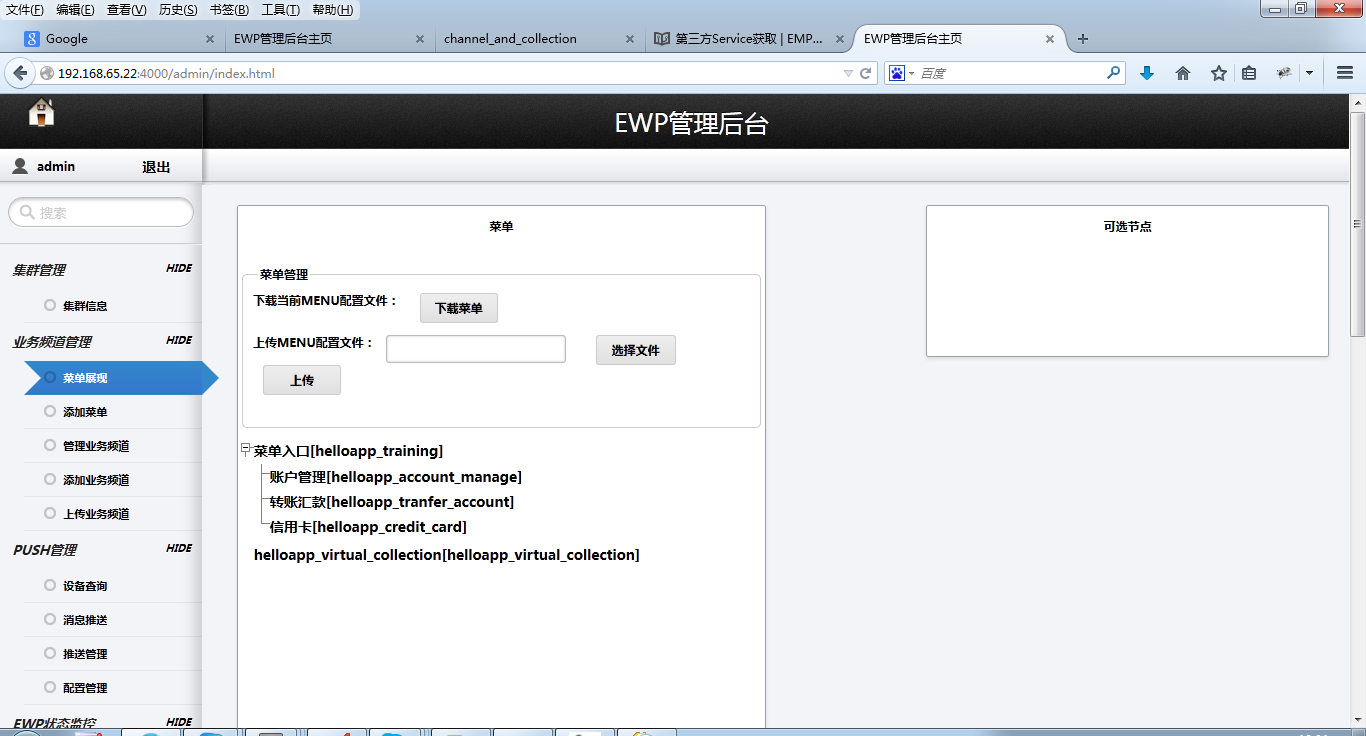 文件(F) 编辑(E) 查看(V) 历史(S) 书签(B) 工具(T) 帮助(H)
Google EWP管理后台主页 channel_and_collection 第三方Service获取 | EMP... EWP管理后台主页
192.168.65.22:4000/admin/index.html 百度
EWP管理后台
admin 退出
搜索
集群管理 HIDE
集群信息
业务频道管理 HIDE
菜单展现
添加菜单
管理业务频道
添加业务频道
上传业务频道
PUSH管理 HIDE
设备查询
消息推送
推送管理
配置管理
EWP状态监控 HIDE
菜单
菜单管理
下载当前MENU配置文件： 下载菜单
上传MENU配置文件： 选择文件
上传
菜单入口[helloapp_training]
账户管理[helloapp_account_manage]
转账汇款[helloapp_tranfer_account]
信用卡[helloapp_credit_card]
helloapp_virtual_collection[helloapp_virtual_collection]
可选节点